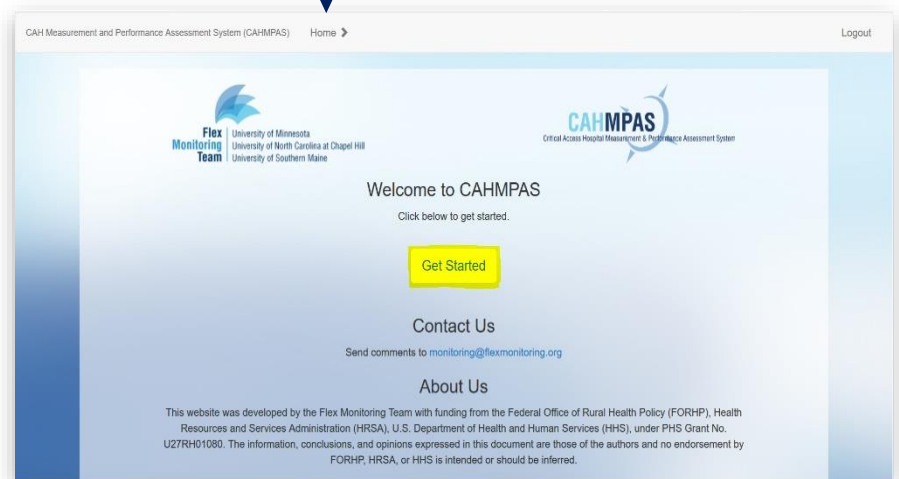 CAH Measurement and Performance Assessment System (CAHMPAS) Home Logout
Flex Monitoring Team
University of Minnesota
University of North Carolina at Chapel Hill
University of Southern Maine
CAHMPAS
Critical Access Hospital Measurement & Performance Assessment System
Welcome to CAHMPAS
Click below to get started.
Get Started
Contact Us
Send comments to monitoring@flexmonitoring.org
About Us
This website was developed by the Flex Monitoring Team with funding from the Federal Office of Rural Health Policy (FORHP), Health
Resources and Services Administration (HRSA), U.S. Department of Health and Human Services (HHS), under PHS Grant No.
U27RH01080. The information, conclusions, and opinions expressed in this document are those of the authors and no endorsement by
FORHP, HRSA, or HHS is intended or should be inferred.